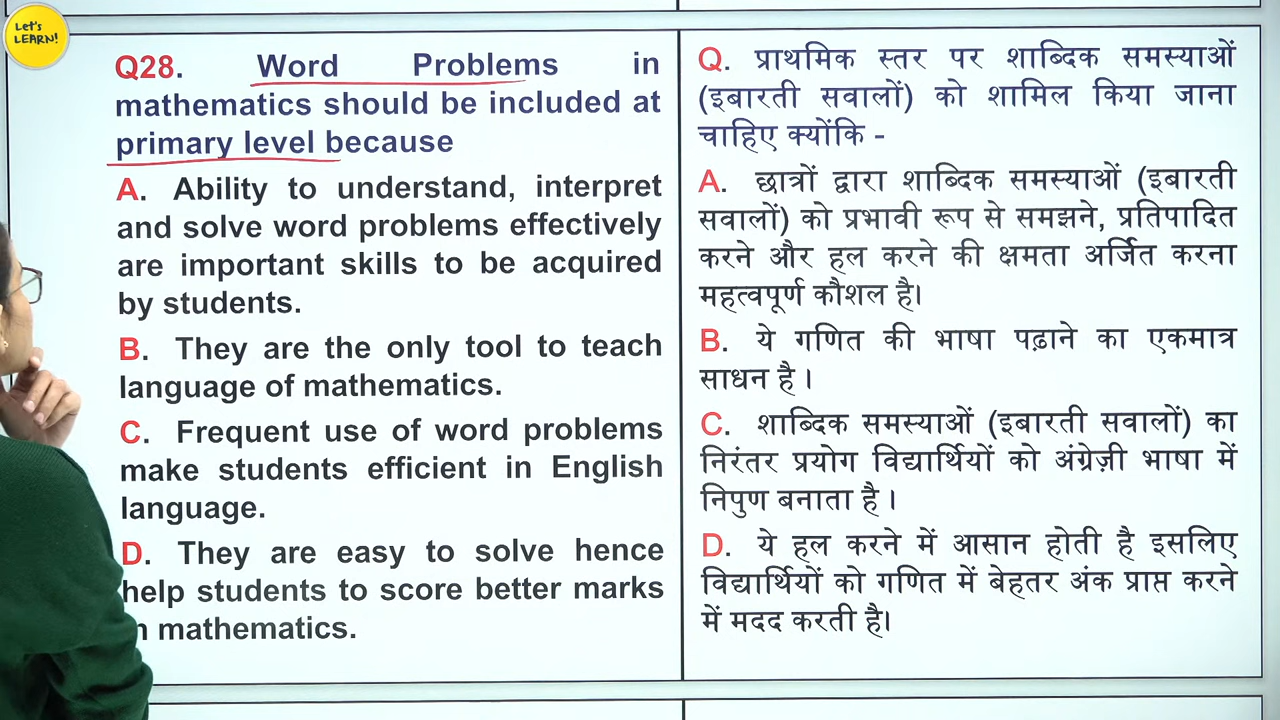 Let's
LEARN!
Q28. Word Problems in
mathematics should be included at
primary level because
A. Ability to understand, interpret
and solve word problems effectively
are important skills to be acquired
by students.
B. They are the only tool to teach
language of mathematics.
C. Frequent use of word problems
make students efficient in English
language.
D. They are easy to solve hence
help students to score better marks
mathematics.
Q. प्राथमिक स्तर पर शाब्दिक समस्याओं
(इबारती सवालों) को शामिल किया जाना
चाहिए क्योंकि -
A. छात्रों द्वारा शाब्दिक समस्याओं (इबारती
सवालों) को प्रभावी रूप से समझने, प्रतिपादित
करने और हल करने की क्षमता अर्जित करना
महत्वपूर्ण कौशल है।
B. ये गणित की भाषा पढ़ाने का एकमात्र
साधन है ।
C. शाब्दिक समस्याओं (इबारती सवालों) का
निरंतर प्रयोग विद्यार्थियों को अंग्रेज़ी भाषा में
निपुण बनाता है ।
D. ये हल करने में आसान होती है इसलिए
विद्यार्थियों को गणित में बेहतर अंक प्राप्त करने
में मदद करती है।